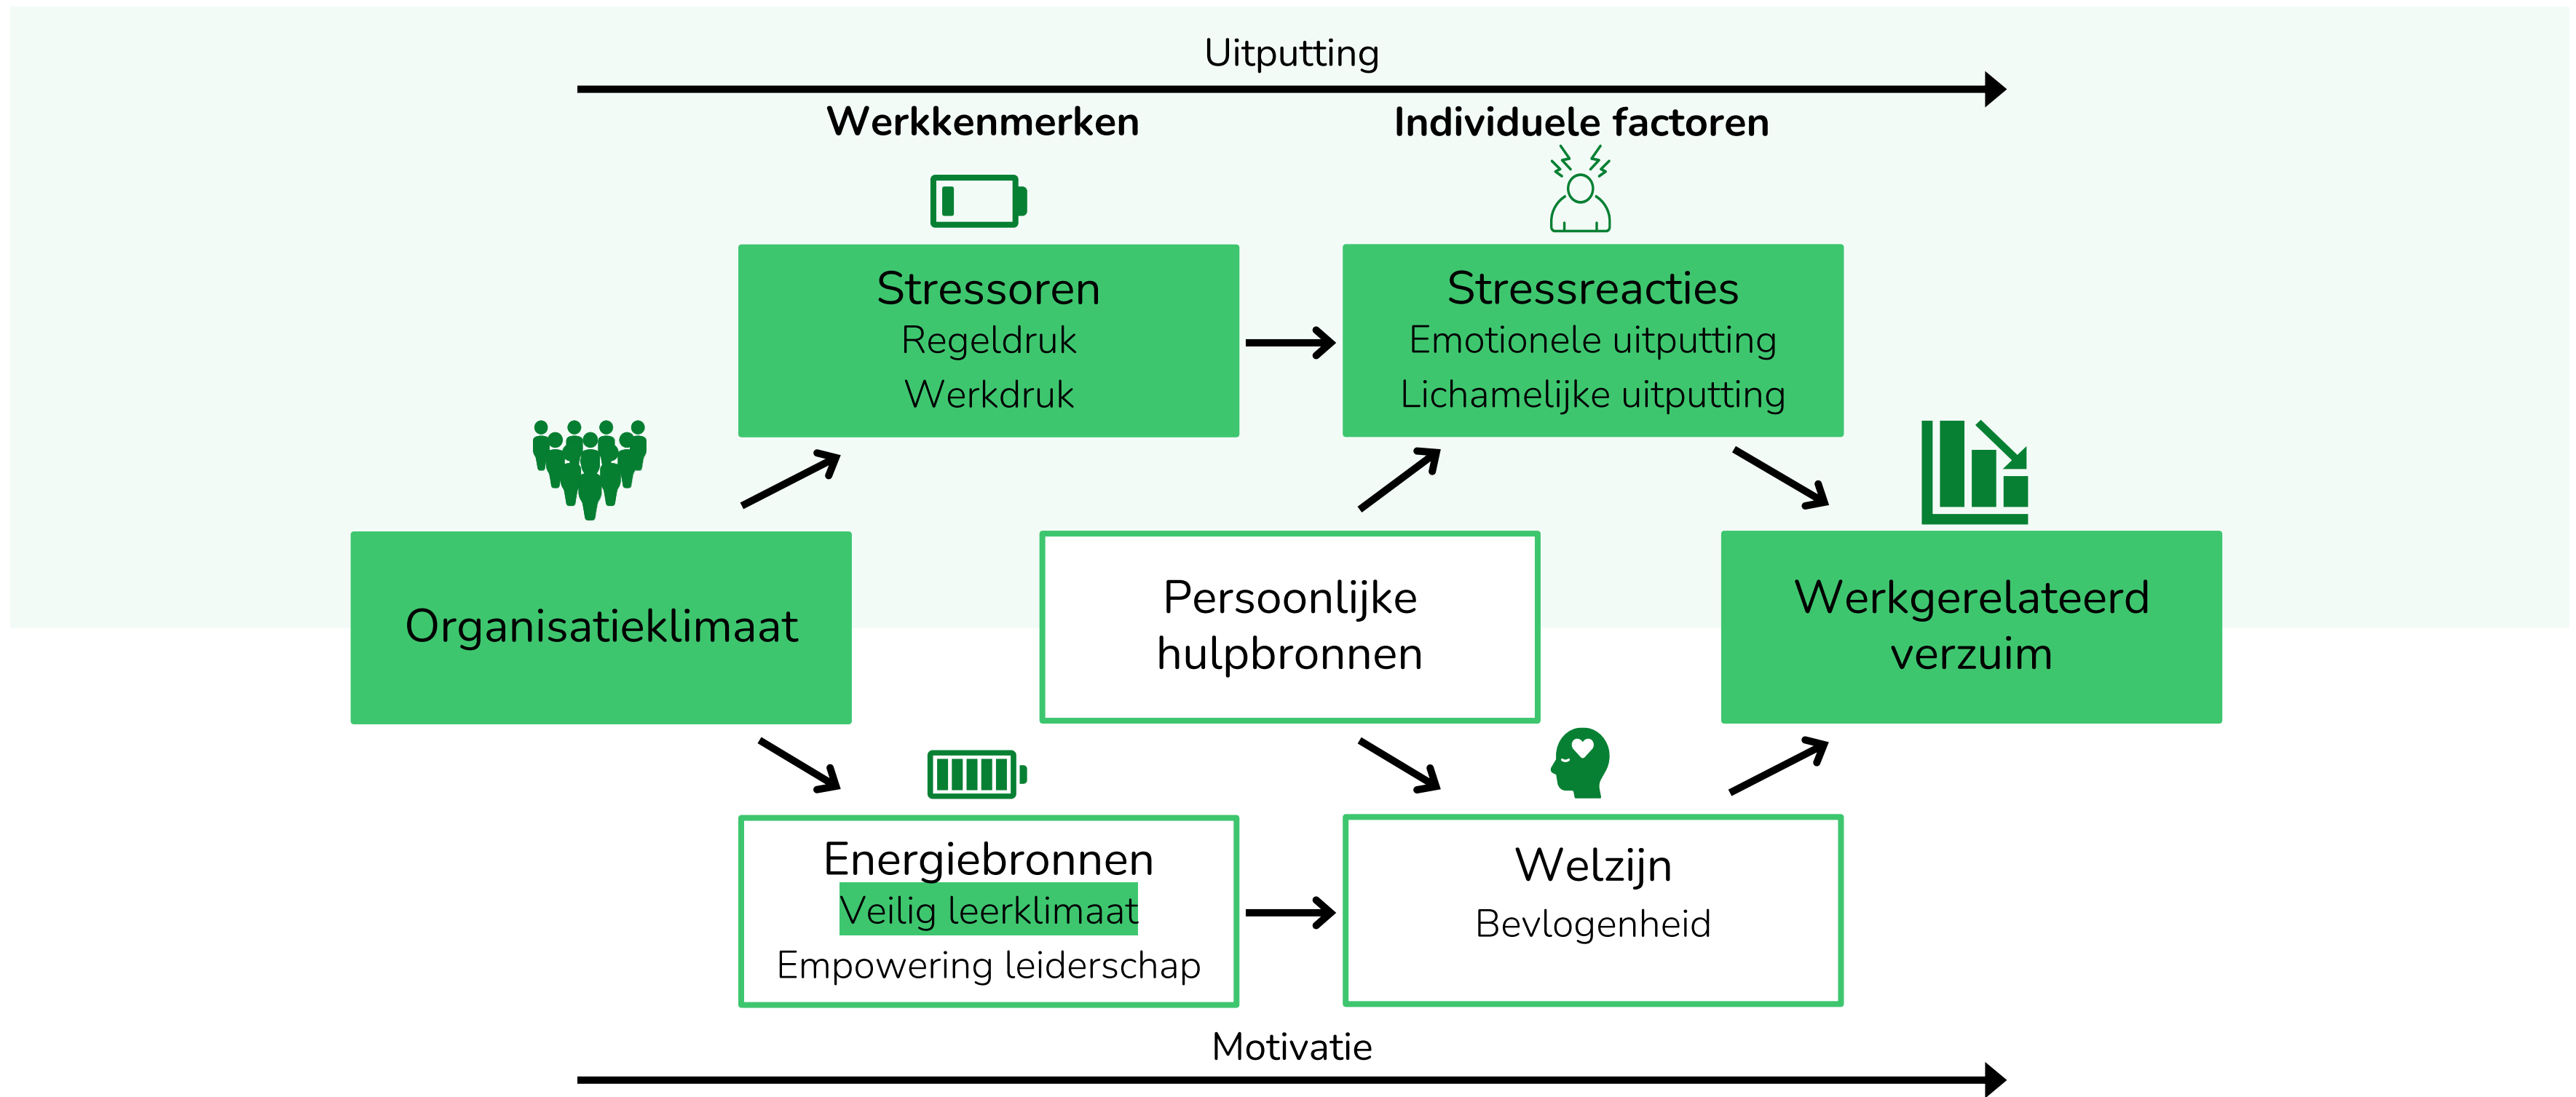 Uitputting
Werkkenmerken
Individuele factoren
Stressoren
Regeldruk
Werkdruk
Stressreacties
Emotionele uitputting
Lichamelijke uitputting
Organisatieklimaat
Persoonlijke
hulpbronnen
Werkgerelateerd
verzuim
Energiebronnen
Veilig leerklimaat
Empowering leiderschap
Welzijn
Bevlogenheid
Motivatie